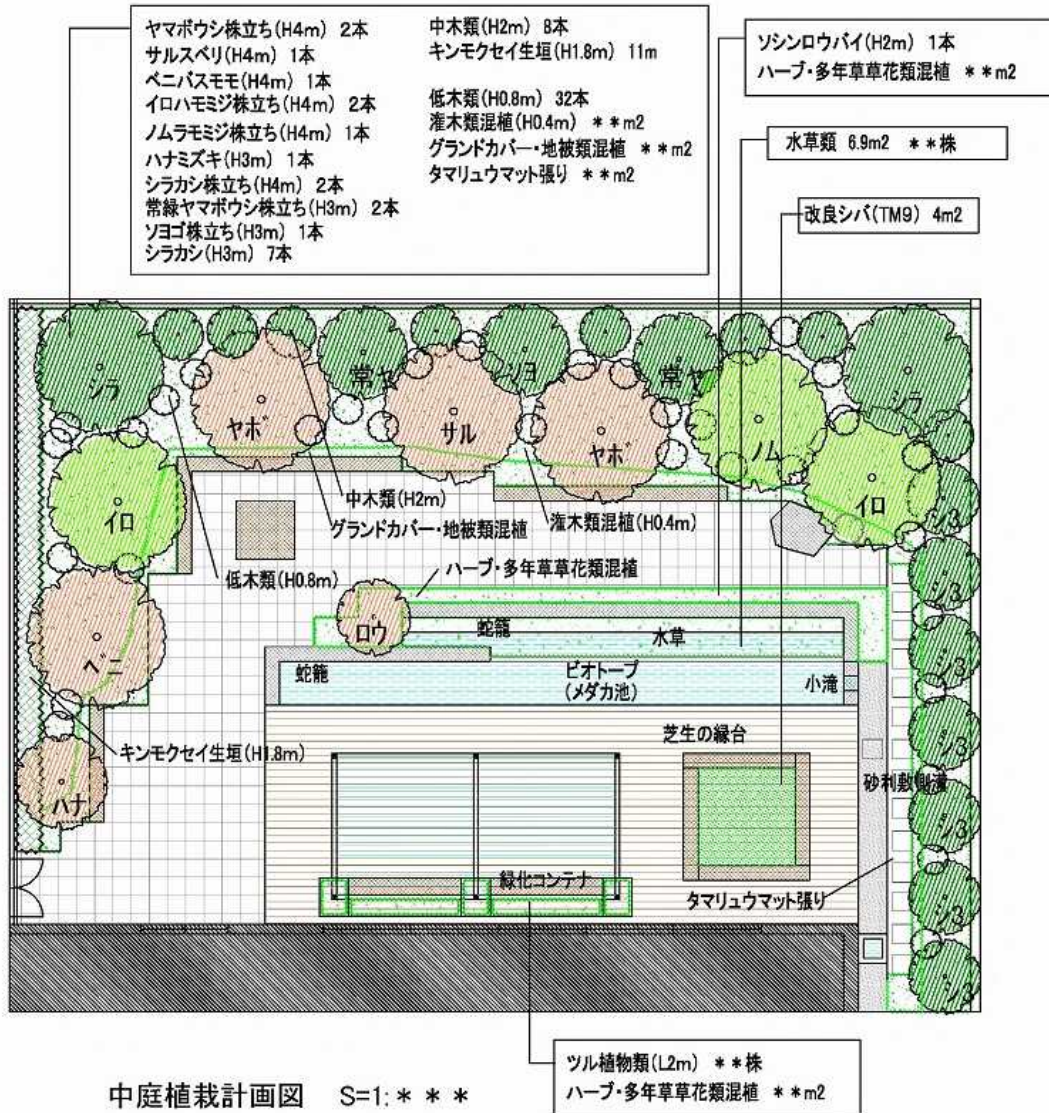 ヤマボウシ株立ち(H4m) 2本
サルスベリ(H4m) 1本
ベニバスモモ(H4m) 1本
イロハモミジ株立ち(H4m) 2本
ノムラモミジ株立ち(H4m) 1本
ハナミズキ(H3m) 1本
シラカシ株立ち(H4m) 2本
常緑ヤマボウシ株立ち(H3m) 2本
ソヨゴ株立ち(H3m) 1本
シラカシ(H3m) 7本
中木類(H2m) 8本
キンモクセイ生垣(H1.8m) 11m
低木類(H0.8m) 32本
潅木類混植(H0.4m) **m2
グランドカバー・地被類混植 **m2
タマリュウマット張り **m2
ソシンロウバイ(H2m) 1本
ハーブ・多年草草花類混植 **m2
水草類 6.9m2 **株
改良シバ(TM9) 4m2
シラ
ヤボ
常ヤ
サル
ソヨ
ヤボ
常ヤ
ノム
シラ
イロ
イロ
中木類(H2m)
グランドカバー・地被類混植
潅木類混植(H0.4m)
低木類(H0.8m)
ハーブ・多年草草花類混植
シ3
シ3
ロウ
蛇籠
水草
シ3
ベニ
蛇籠
ビオトープ
(メダカ池)
小滝
キンモクセイ生垣(H1.8m)
芝生の縁台
シ3
ハナ
砂利敷側溝
シ3
緑化コンテナ
タマリュウマット張り
シ3
シ3
ツル植物類(L2m) **株
ハーブ・多年草草花類混植 **m2
中庭植栽計画図 S=1:***